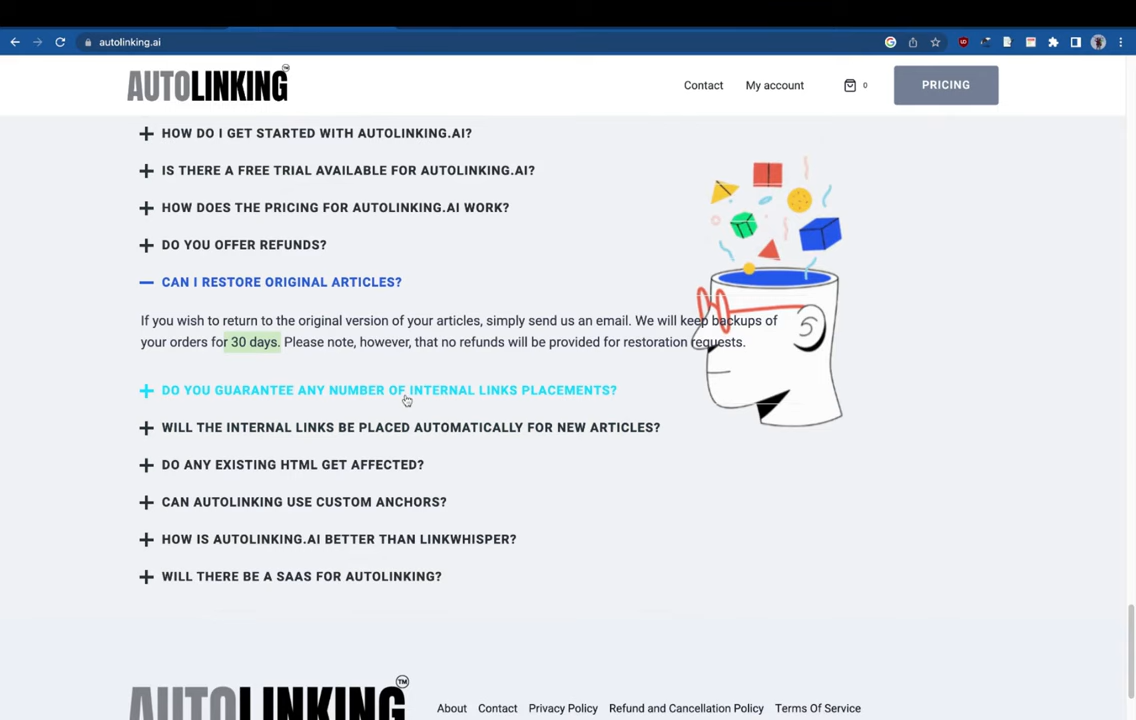 autolinking.ai
AUTOLINKING™
Contact
My account
0
PRICING
HOW DO I GET STARTED WITH AUTOLINKING.AI?
IS THERE A FREE TRIAL AVAILABLE FOR AUTOLINKING.AI?
HOW DOES THE PRICING FOR AUTOLINKING.AI WORK?
DO YOU OFFER REFUNDS?
CAN I RESTORE ORIGINAL ARTICLES?
If you wish to return to the original version of your articles, simply send us an email. We will keep backups of
your orders for 30 days. Please note, however, that no refunds will be provided for restoration requests.
DO YOU GUARANTEE ANY NUMBER OF INTERNAL LINKS PLACEMENTS?
WILL THE INTERNAL LINKS BE PLACED AUTOMATICALLY FOR NEW ARTICLES?
DO ANY EXISTING HTML GET AFFECTED?
CAN AUTOLINKING USE CUSTOM ANCHORS?
HOW IS AUTOLINKING.AI BETTER THAN LINKWHISPER?
WILL THERE BE A SAAS FOR AUTOLINKING?
AUTOLINKING™
About Contact Privacy Policy Refund and Cancellation Policy Terms Of Service